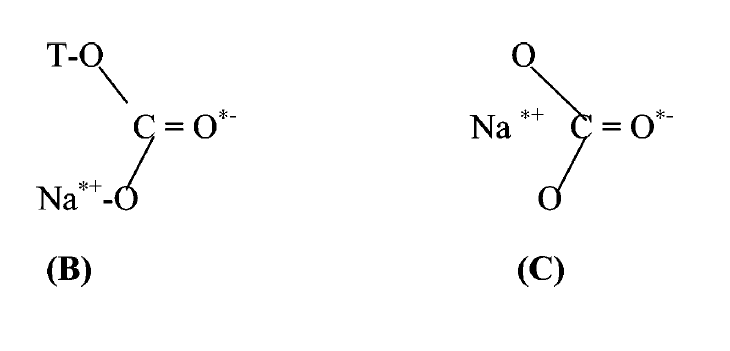 T-O O
C = O*- Na *+ C = O*-
Na*+-O O
(B) (C)